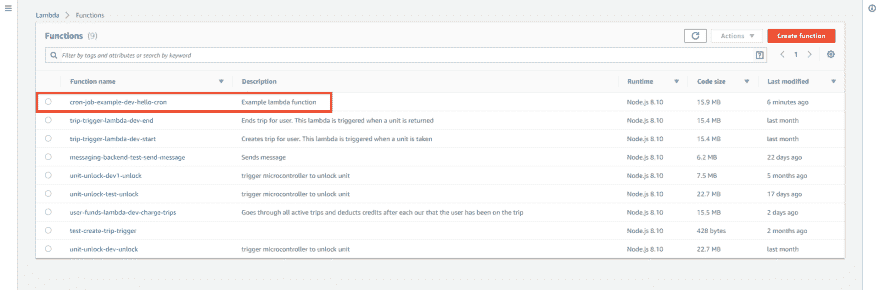 Lambda > Functions
Functions (9)
Actions
Create function
Filter by tags and attributes or search by keyword
1
Function name Description Runtime Code size Last modified
cron-job-example-dev-hello-cron Example lambda function Node.js 8.10 15.9 MB 6 minutes ago
trip-trigger-lambda-dev-end Ends trip for user. This lambda is triggered when a unit is returned Node.js 8.10 15.4 MB last month
trip-trigger-lambda-dev-start Creates trip for user. This lambda is triggered when a unit is taken Node.js 8.10 15.4 MB last month
messaging-backend-test-send-message Sends message Node.js 8.10 6.2 MB 22 days ago
unit-unlock-dev1-unlock trigger microcontroller to unlock unit Node.js 8.10 7.5 MB 5 months ago
unit-unlock-test-unlock trigger microcontroller to unlock unit Node.js 8.10 22.7 MB 17 days ago
user-funds-lambda-dev-charge-trips Goes through all active trips and deducts credits after each our that the user has been on the trip Node.js 8.10 15.5 MB 2 days ago
test-create-trip-trigger Node.js 8.10 428 bytes 2 months ago
unit-unlock-dev-unlock trigger microcontroller to unlock unit Node.js 8.10 22.7 MB last month